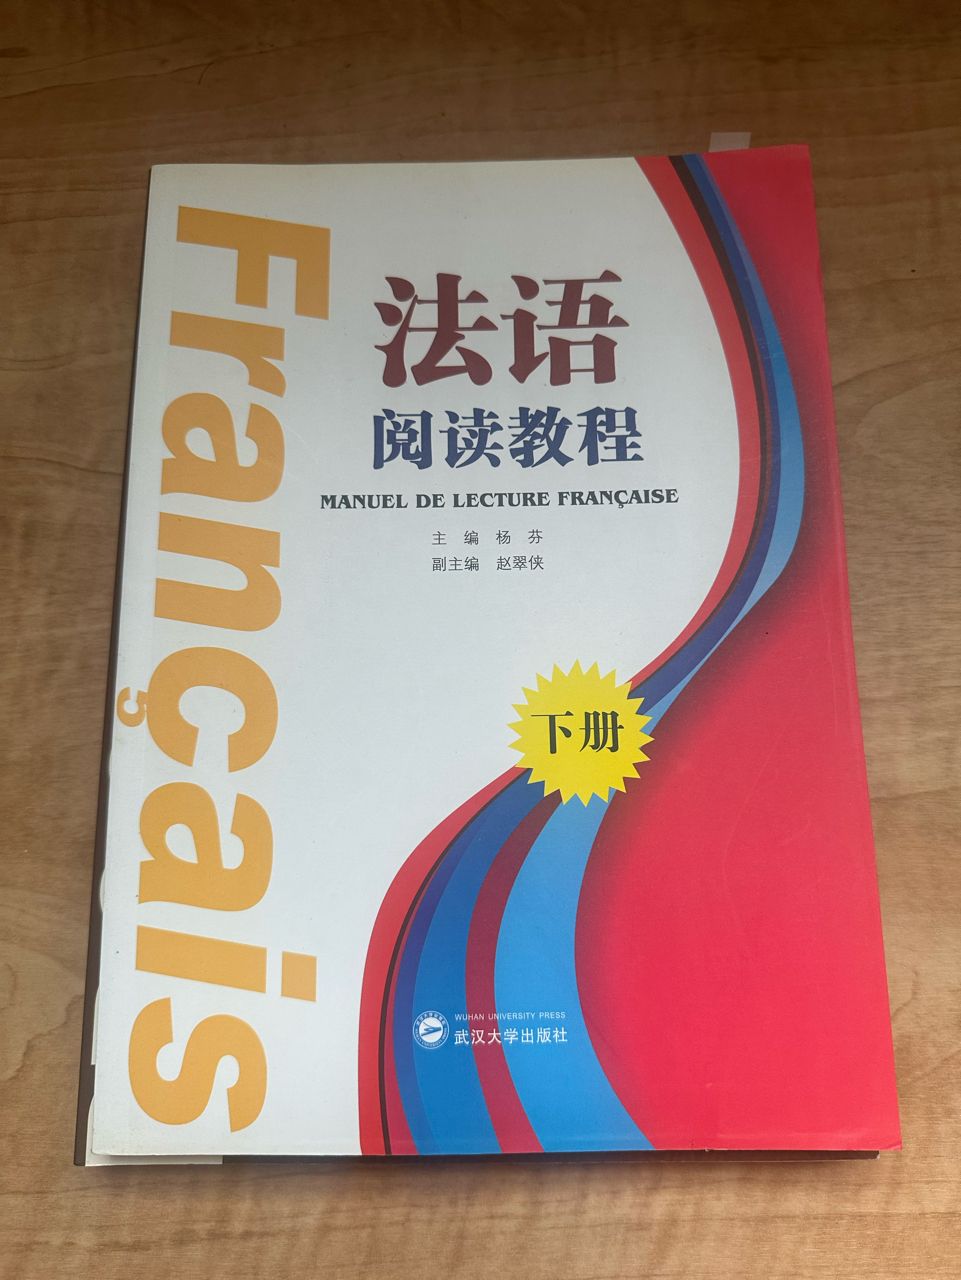 Français
法语
阅读教程
MANUEL DE LECTURE FRANÇAISE
主 编 杨 芬
副主编 赵翠侠
下册
WUHAN UNIVERSITY PRESS
武汉大学出版社